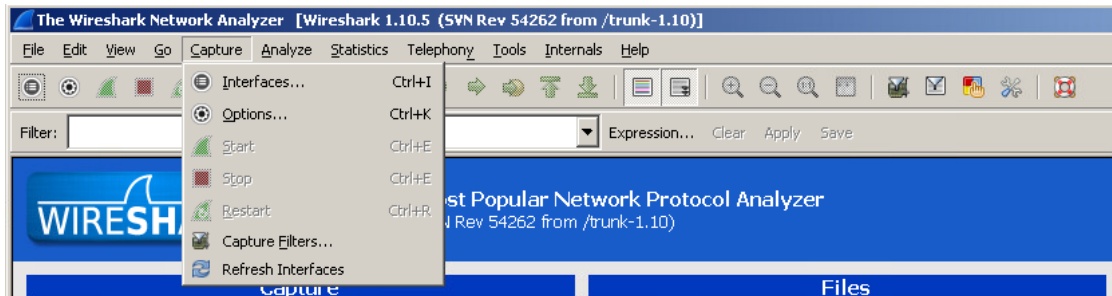 The Wireshark Network Analyzer [Wireshark 1.10.5 (SVN Rev 54262 from /trunk-1.10)]
File Edit View Go Capture Analyze Statistics Telephony Tools Internals Help
Interfaces... Ctrl+I
Options... Ctrl+K
Filter: Expression... Clear Apply Save
Start Ctrl+E
Stop Ctrl+E
Restart Ctrl+R
Capture Filters...
Refresh Interfaces
WIRESH
st Popular Network Protocol Analyzer
Rev 54262 from /trunk-1.10)
Capture
Files